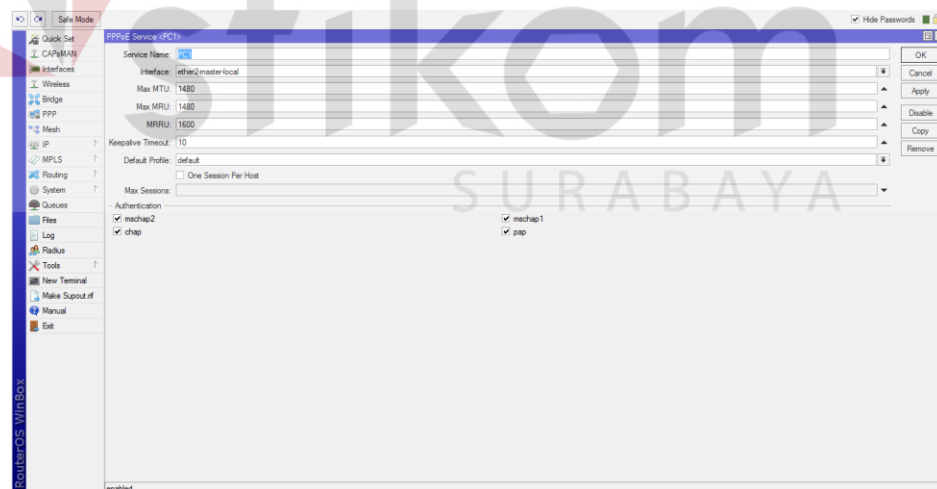 Safe Mode
Hide Passwords
Quick Set
CAPsMAN
Interfaces
Wireless
Bridge
PPP
Mesh
IP
MPLS
Routing
System
Queues
Files
Log
Radius
Tools
New Terminal
Make Supout.rif
Manual
Exit
RouterOS WinBox
PPPoE Service <PC1>
Service Name: PC1
Interface: ether2-master-local
Max MTU: 1480
Max MRU: 1480
MRRU: 1600
Keepalive Timeout: 10
Default Profile: default
One Session Per Host
Max Sessions:
Authentication
mschap2
mschap1
chap
pap
OK
Cancel
Apply
Disable
Copy
Remove
enabled
stikom
SURABAYA